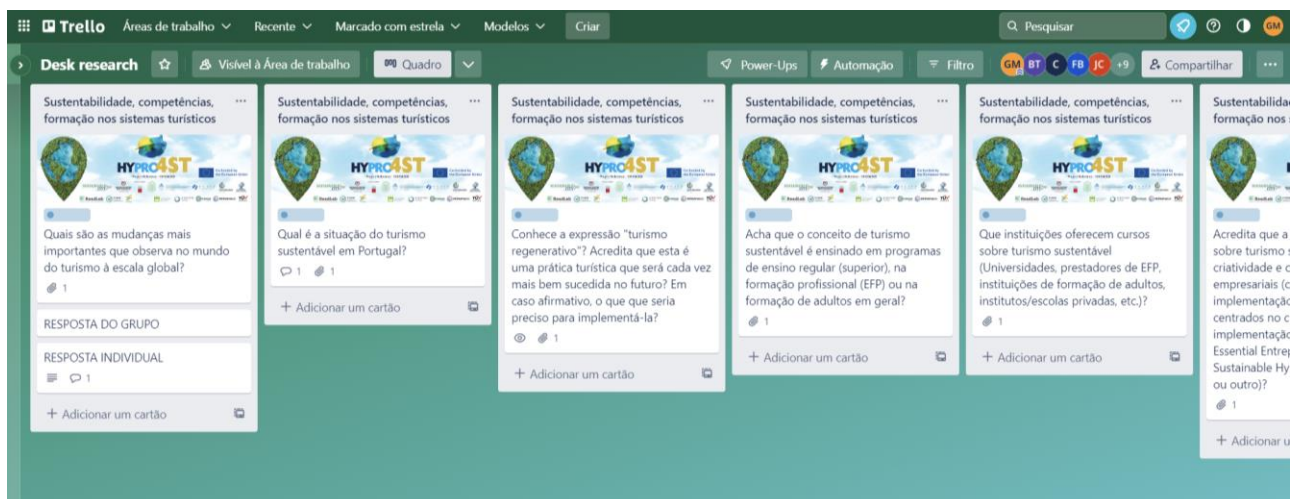 Trello Áreas de trabalho Recente Marcado com estrela Modelos Criar Pesquisar GM
Desk research Visível à Área de trabalho Quadro Power-Ups Automação Filtro GM BT C FB JC +9 Compartilhar
Sustentabilidade, competências,
formação nos sistemas turísticos
HYPRO4ST
Quais são as mudanças mais
importantes que observa no mundo
do turismo à escala global?
1
RESPOSTA DO GRUPO
RESPOSTA INDIVIDUAL
1
+ Adicionar um cartão
Sustentabilidade, competências,
formação nos sistemas turísticos
HYPRO4ST
Qual é a situação do turismo
sustentável em Portugal?
1 1
+ Adicionar um cartão
Sustentabilidade, competências,
formação nos sistemas turísticos
HYPRO4ST
Conhece a expressão "turismo
regenerativo"? Acredita que esta é
uma prática turística que será cada vez
mais bem sucedida no futuro? Em
caso afirmativo, o que que seria
preciso para implementá-la?
1
+ Adicionar um cartão
Sustentabilidade, competências,
formação nos sistemas turísticos
HYPRO4ST
Acha que o conceito de turismo
sustentável é ensinado em programas
de ensino regular (superior), na
formação profissional (EFP) ou na
formação de adultos em geral?
1
+ Adicionar um cartão
Sustentabilidade, competências,
formação nos sistemas turísticos
HYPRO4ST
Que instituições oferecem cursos
sobre turismo sustentável
(Universidades, prestadores de EFP,
instituições de formação de adultos,
institutos/escolas privadas, etc.)?
1
+ Adicionar um cartão
formação nos
Acredita que a
sobre turismo
criatividade e
empresariais
implementação
centrados no
implementação
Essential
Sustainable
ou outro)?
1
+ Adicionar